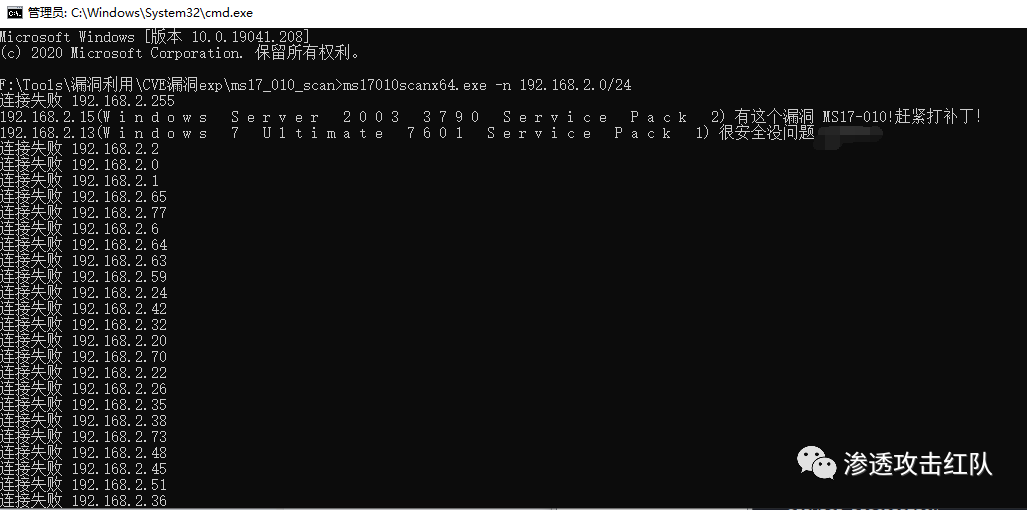 管理员: C:\Windows\System32\cmd.exe
Microsoft Windows [版本 10.0.19041.208]
(c) 2020 Microsoft Corporation. 保留所有权利。
F:\Tools\漏洞利用\CVE漏洞exp\ms17_010_scan>ms17010scanx64.exe -n 192.168.2.0/24
连接失败 192.168.2.255
192.168.2.15(Windows Server 2003 3790 Service Pack 2) 有这个漏洞 MS17-010!赶紧打补丁!
192.168.2.13(Windows 7 Ultimate 7601 Service Pack 1) 很安全没问题
连接失败 192.168.2.2
连接失败 192.168.2.0
连接失败 192.168.2.1
连接失败 192.168.2.65
连接失败 192.168.2.77
连接失败 192.168.2.6
连接失败 192.168.2.64
连接失败 192.168.2.63
连接失败 192.168.2.59
连接失败 192.168.2.24
连接失败 192.168.2.42
连接失败 192.168.2.32
连接失败 192.168.2.20
连接失败 192.168.2.70
连接失败 192.168.2.22
连接失败 192.168.2.26
连接失败 192.168.2.35
连接失败 192.168.2.38
连接失败 192.168.2.73
连接失败 192.168.2.48
连接失败 192.168.2.45
连接失败 192.168.2.51
连接失败 192.168.2.36
渗透攻击红队